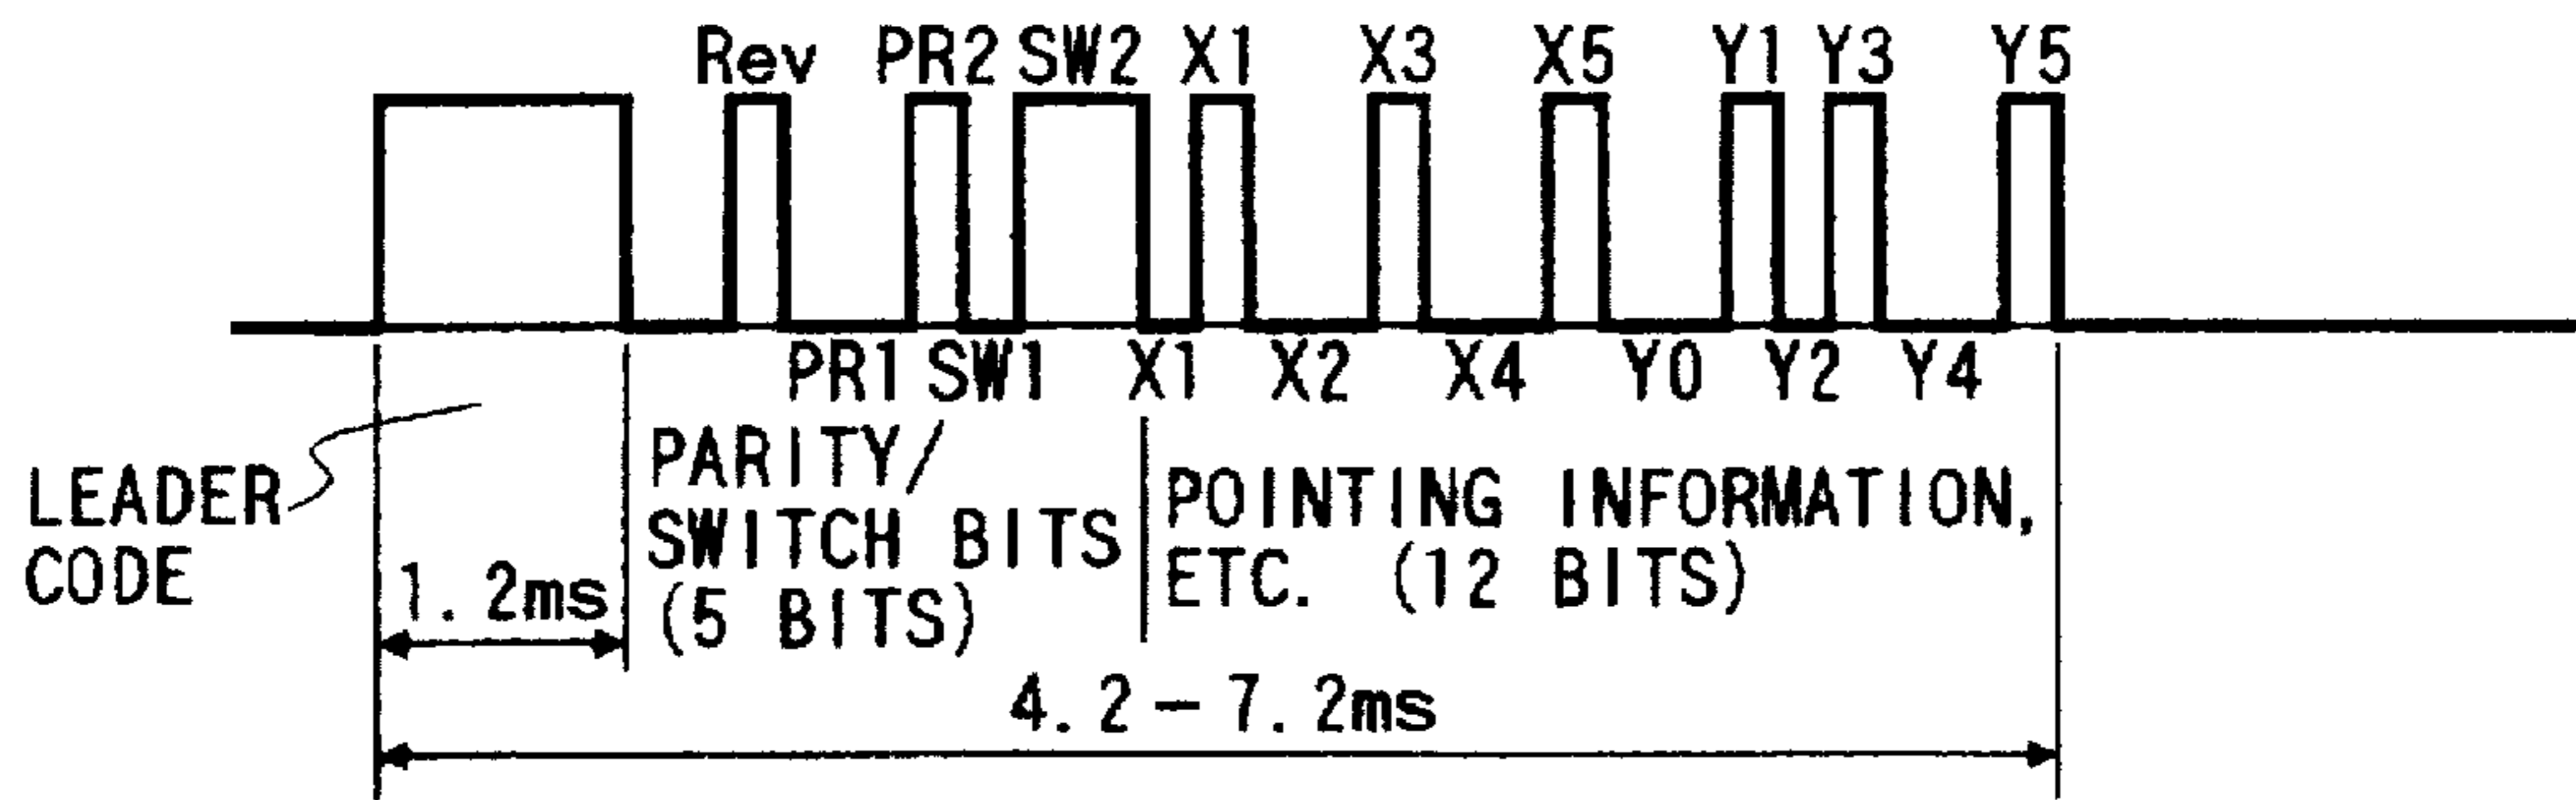 Rev PR2 SW2 X1 X3 X5 Y1 Y3 Y5
PR1 SW1 X1 X2 X4 Y0 Y2 Y4
LEADER
CODE
1.2ms
PARITY/
SWITCH BITS
(5 BITS)
POINTING INFORMATION,
ETC. (12 BITS)
4.2-7.2ms